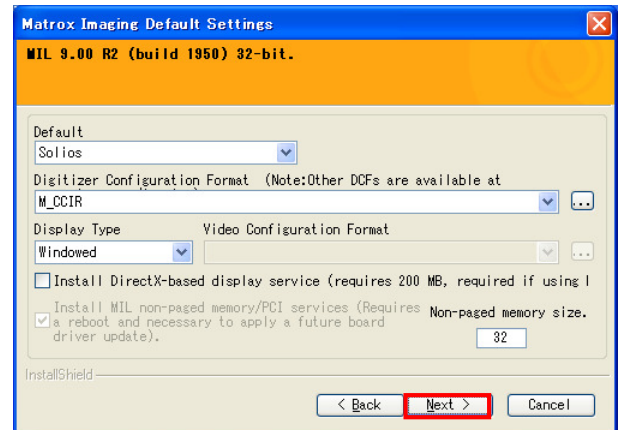 Matrox Imaging Default Settings
MIL 9.00 R2 (build 1950) 32-bit.
Default
Solios
Digitizer Configuration Format (Note:Other DCFs are available at
M_CCIR
...
Display Type
Video Configuration Format
Windowed
...
Install DirectX-based display service (requires 200 MB, required if using
Install MIL non-paged memory/PCI services (Requires
a reboot and necessary to apply a future board
driver update).
Non-paged memory size.
32
InstallShield
< Back
Next >
Cancel